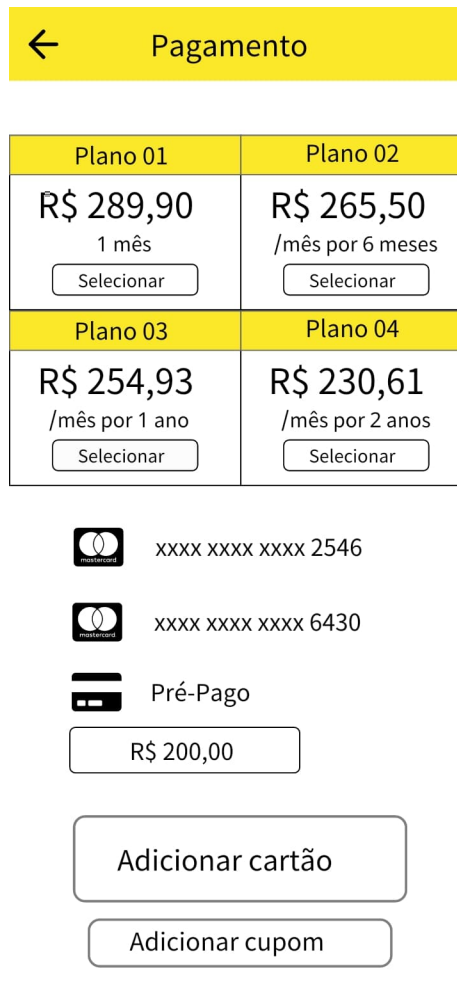 Pagamento
Plano 01
R$ 289,90
1 mês
Selecionar
Plano 02
R$ 265,50
/mês por 6 meses
Selecionar
Plano 03
R$ 254,93
/mês por 1 ano
Selecionar
Plano 04
R$ 230,61
/mês por 2 anos
Selecionar
mastercard
xxxx xxxx xxxx 2546
mastercard
xxxx xxxx xxxx 6430
Pré-Pago
R$ 200,00
Adicionar cartão
Adicionar cupom